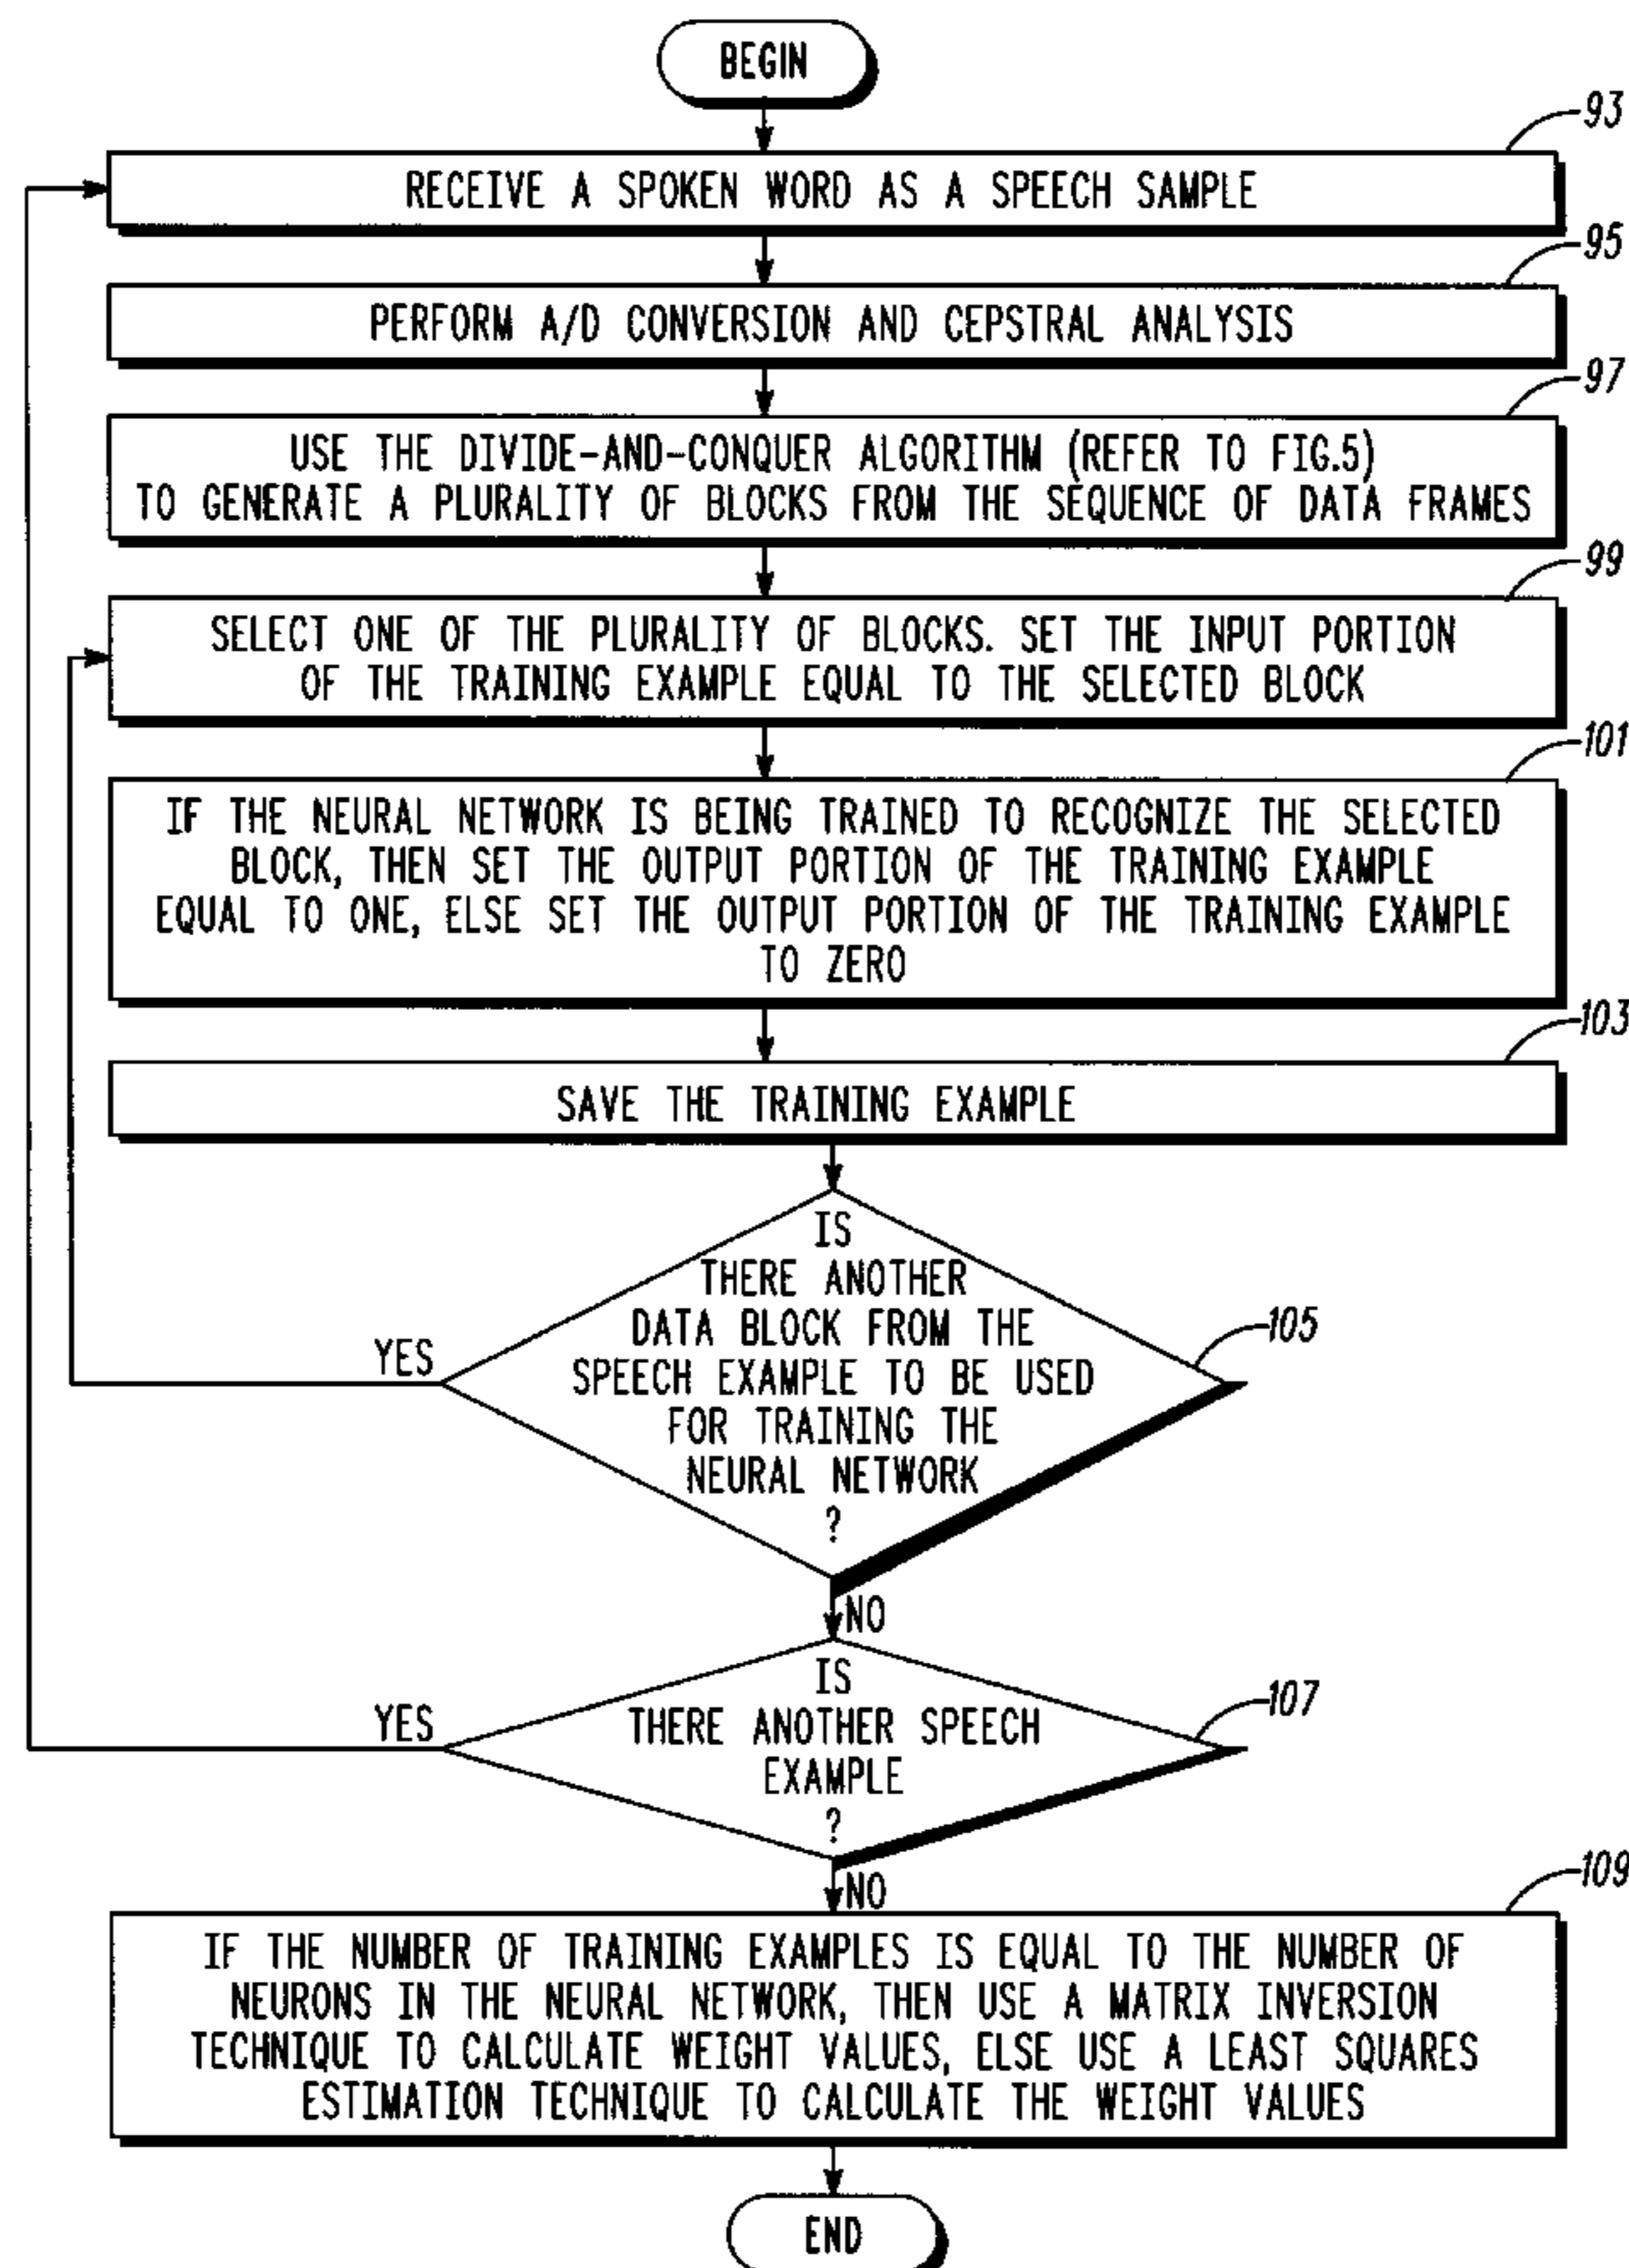 BEGIN
93
RECEIVE A SPOKEN WORD AS A SPEECH SAMPLE
95
PERFORM A/D CONVERSION AND CEPSTRAL ANALYSIS
97
USE THE DIVIDE-AND-CONQUER ALGORITHM (REFER TO FIG.5)
TO GENERATE A PLURALITY OF BLOCKS FROM THE SEQUENCE OF DATA FRAMES
99
SELECT ONE OF THE PLURALITY OF BLOCKS. SET THE INPUT PORTION
OF THE TRAINING EXAMPLE EQUAL TO THE SELECTED BLOCK
101
IF THE NEURAL NETWORK IS BEING TRAINED TO RECOGNIZE THE SELECTED
BLOCK, THEN SET THE OUTPUT PORTION OF THE TRAINING EXAMPLE
EQUAL TO ONE, ELSE SET THE OUTPUT PORTION OF THE TRAINING EXAMPLE
TO ZERO
103
SAVE THE TRAINING EXAMPLE
IS
THERE ANOTHER
DATA BLOCK FROM THE
SPEECH EXAMPLE TO BE USED
FOR TRAINING THE
NEURAL NETWORK
?
105
YES
NO
IS
THERE ANOTHER SPEECH
EXAMPLE
?
107
YES
NO
109
IF THE NUMBER OF TRAINING EXAMPLES IS EQUAL TO THE NUMBER OF
NEURONS IN THE NEURAL NETWORK, THEN USE A MATRIX INVERSION
TECHNIQUE TO CALCULATE WEIGHT VALUES, ELSE USE A LEAST SQUARES
ESTIMATION TECHNIQUE TO CALCULATE THE WEIGHT VALUES
END